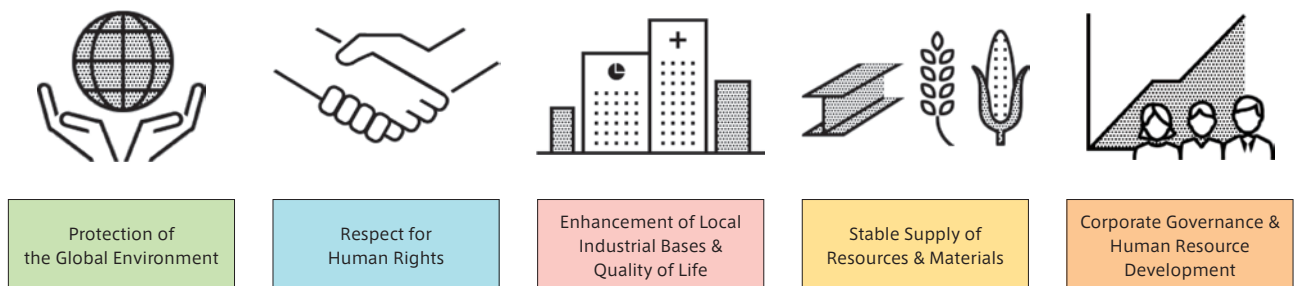 Protection of
the Global Environment
Respect for
Human Rights
Enhancement of Local
Industrial Bases &
Quality of Life
Stable Supply of
Resources & Materials
Corporate Governance &
Human Resource
Development